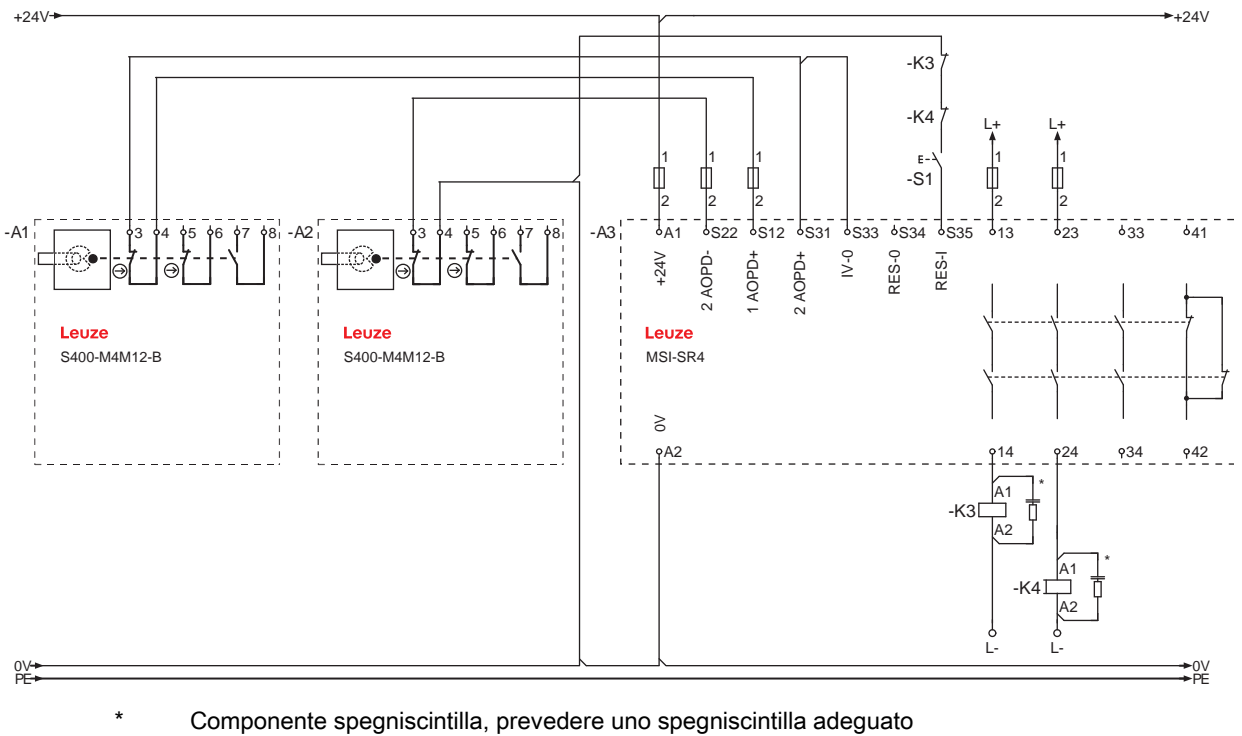 +24V +24V
-K3
-K4
L+ L+
E--
-S1
1 1 1 1 1
2 2 2 2 2
-A1 3 4 5 6 7 8 -A2 3 4 5 6 7 8 -A3 A1 S22 S12 S31 S33 S34 S35 13 23 33 41
+24V
2 AOPD-
1 AOPD+
2 AOPD+
IV-0
RES-0
RES-I
Leuze Leuze Leuze
S400-M4M12-B S400-M4M12-B MSI-SR4
0V
A2 14 24 34 42
A1 *
-K3
A2
A1 *
-K4
A2
L- L-
0V 0V
PE PE
* Componente spegniscintilla, prevedere uno spegniscintilla adeguato